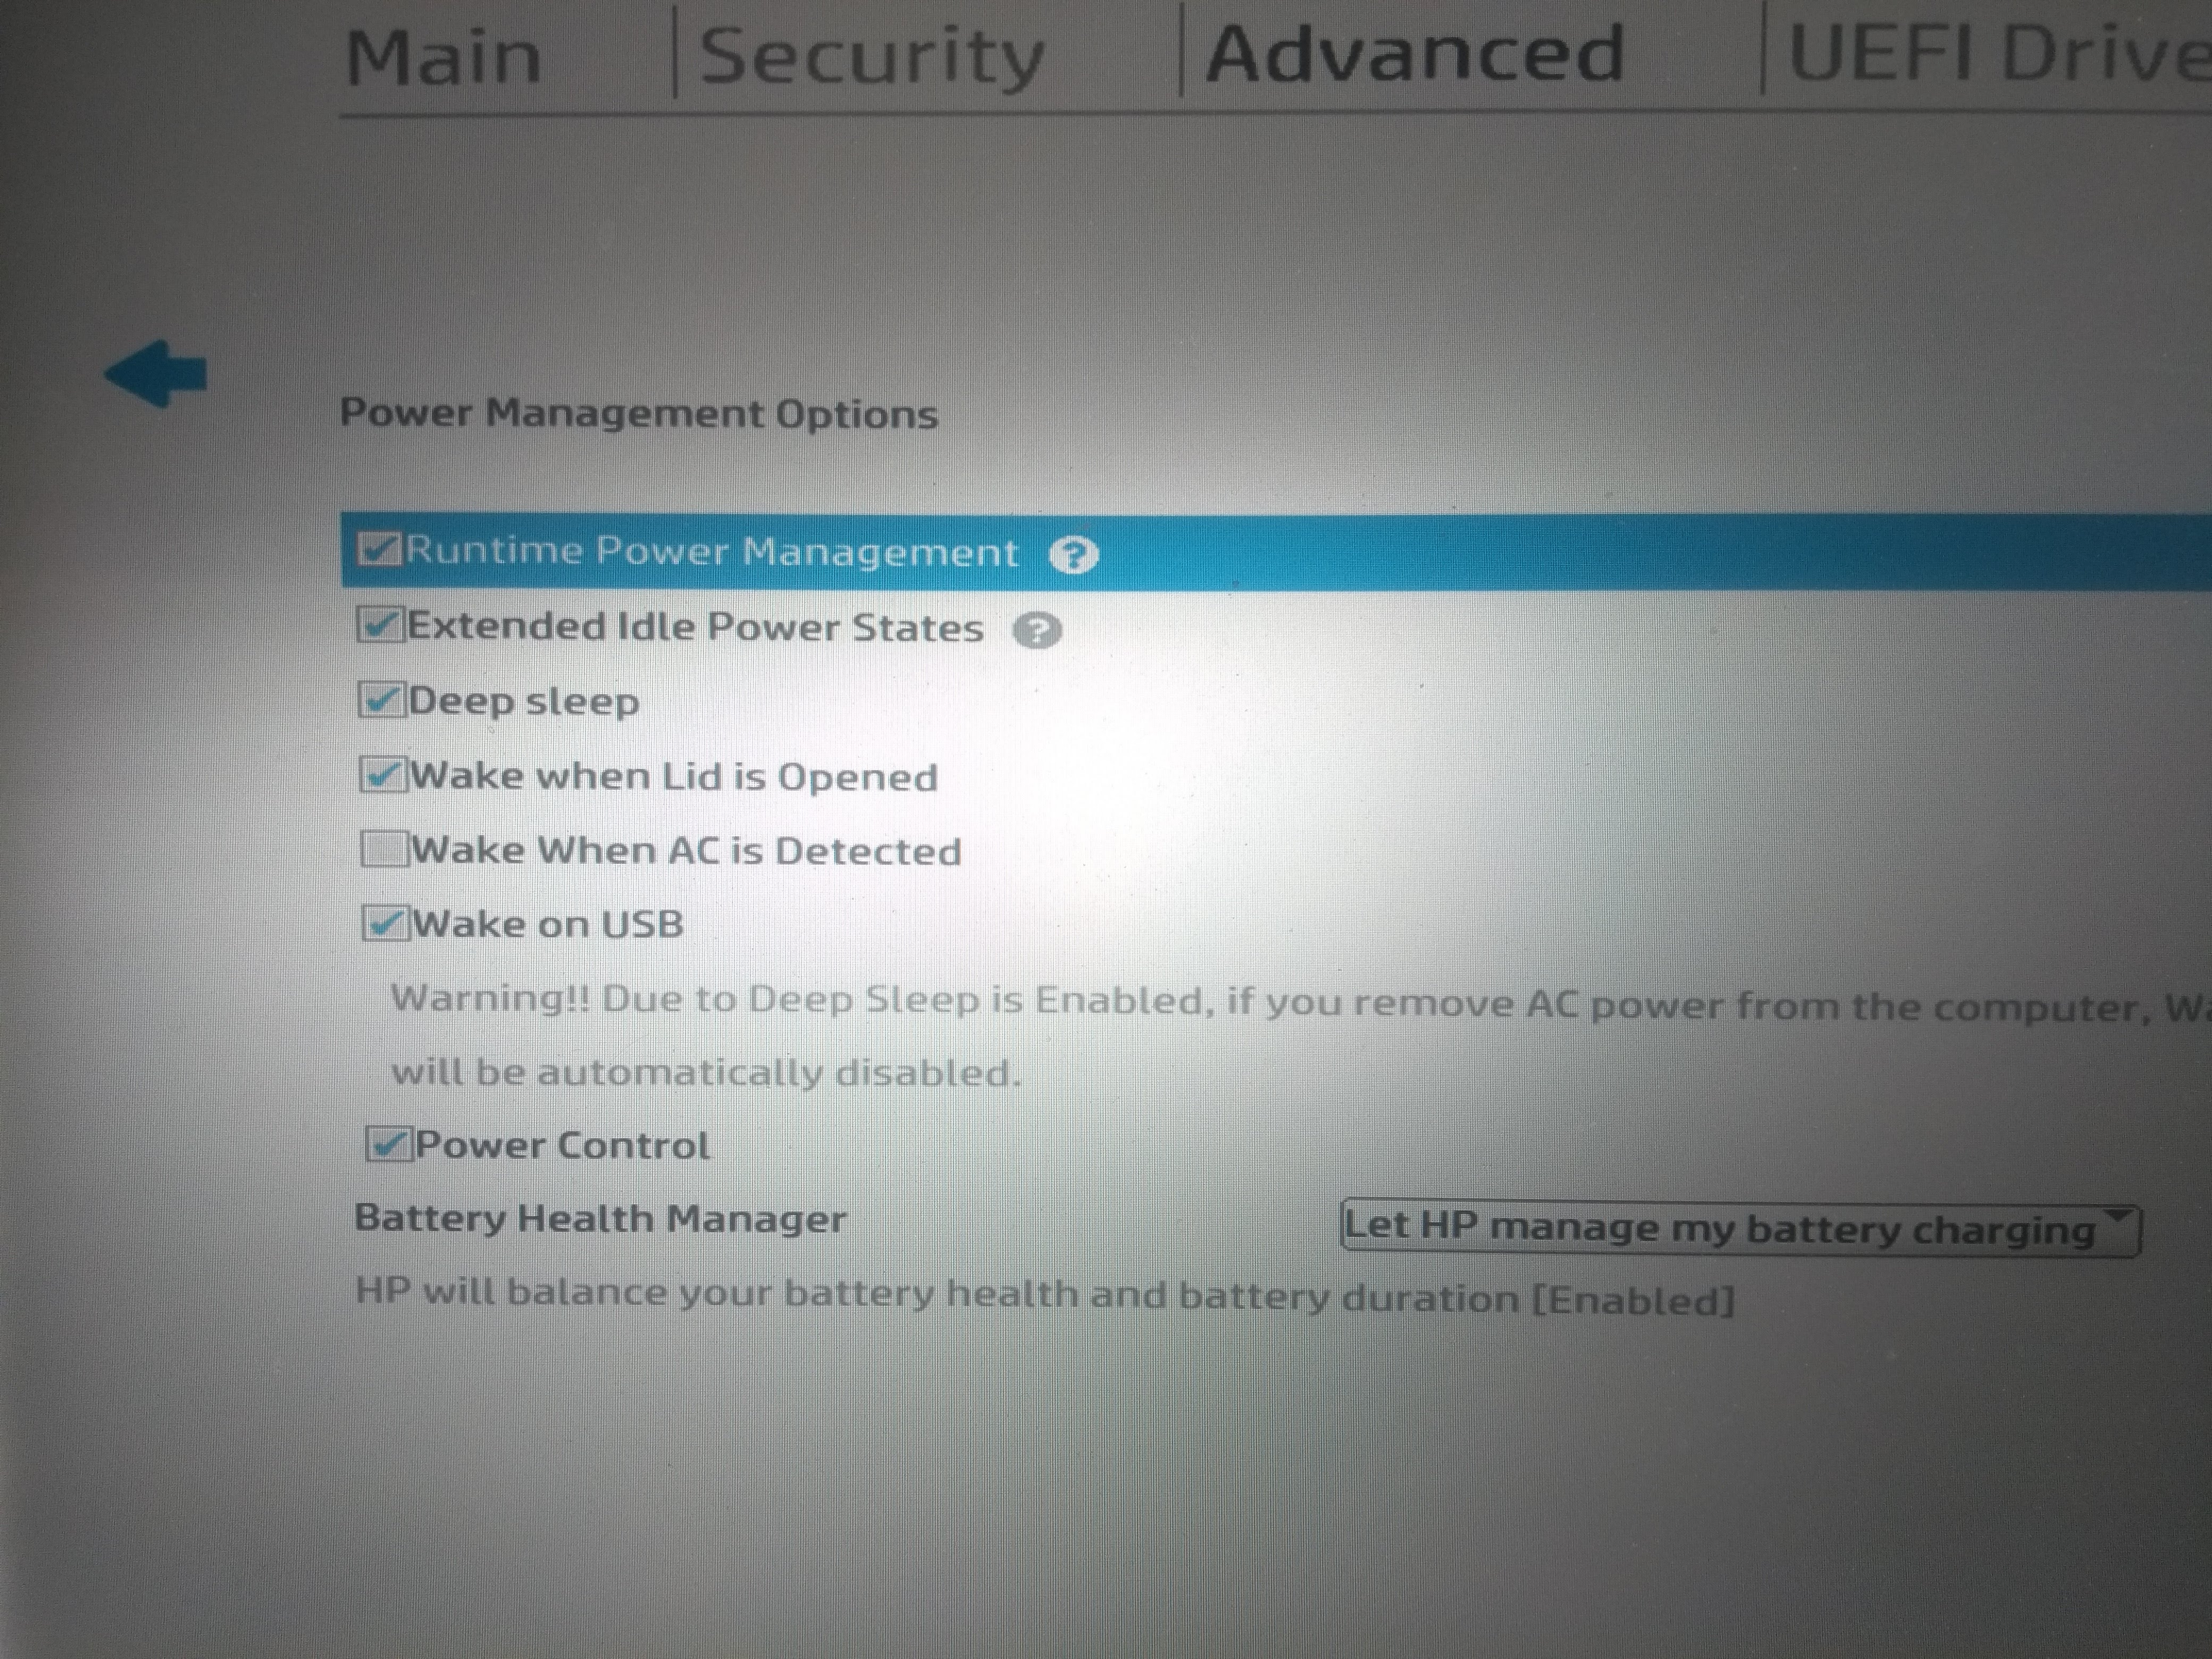 Main | Security | Advanced | UEFI Drive
Power Management Options
Runtime Power Management ?
Extended Idle Power States ?
Deep sleep
Wake when Lid is Opened
Wake When AC is Detected
Wake on USB
Warning!! Due to Deep Sleep is Enabled, if you remove AC power from the computer,
will be automatically disabled.
Power Control
Battery Health Manager Let HP manage my battery charging
HP will balance your battery health and battery duration [Enabled]